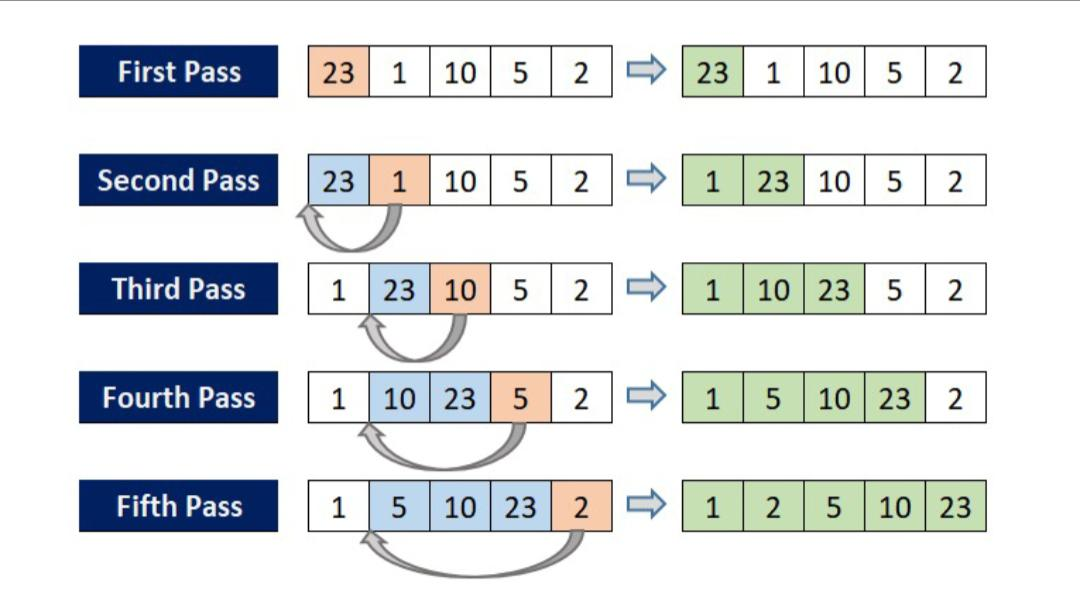 First Pass 23 1 10 5 2 23 1 10 5 2
Second Pass 23 1 10 5 2 1 23 10 5 2
Third Pass 1 23 10 5 2 1 10 23 5 2
Fourth Pass 1 10 23 5 2 1 5 10 23 2
Fifth Pass 1 5 10 23 2 1 2 5 10 23